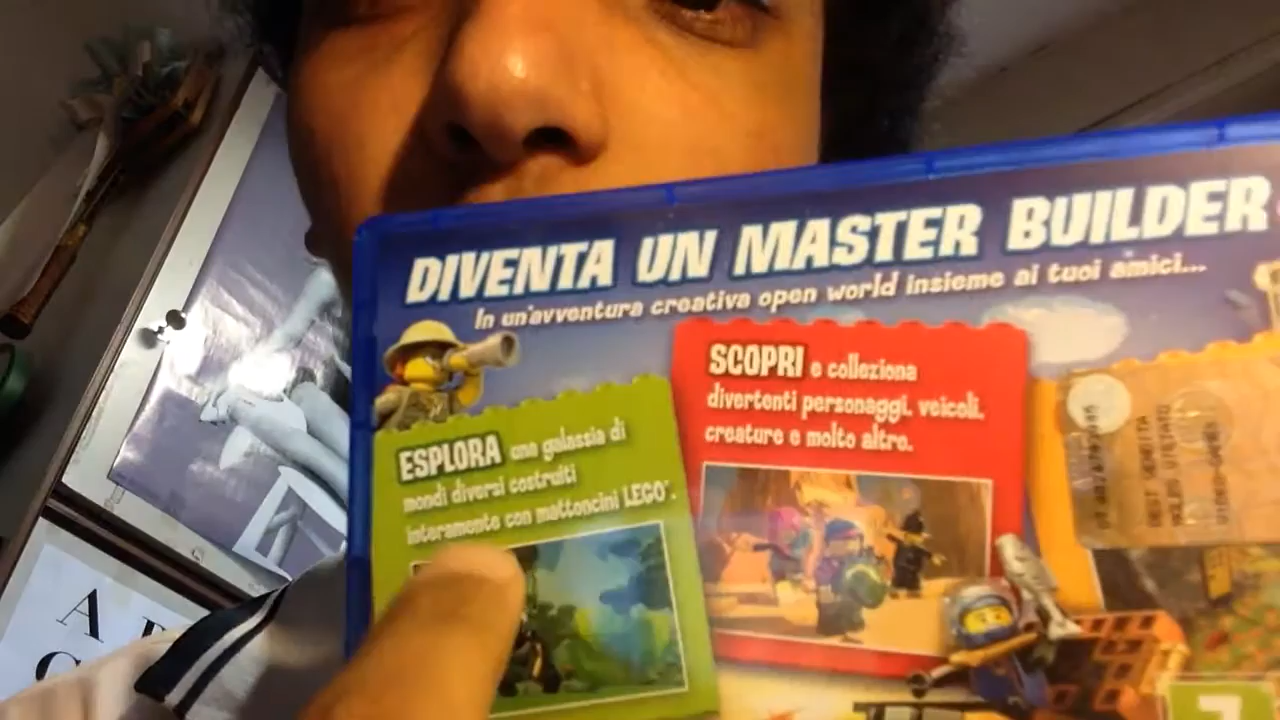 DIVENTA UN MASTER BUILDER
In un'avventura creativa open world insieme ai tuoi amici...
SCOPRI e colleziona
divertenti personaggi, veicoli,
creature e molto altro.
ESPLORA una galassia di
mondi diversi costruiti
interamente con mattoncini LEGO®.
A
7